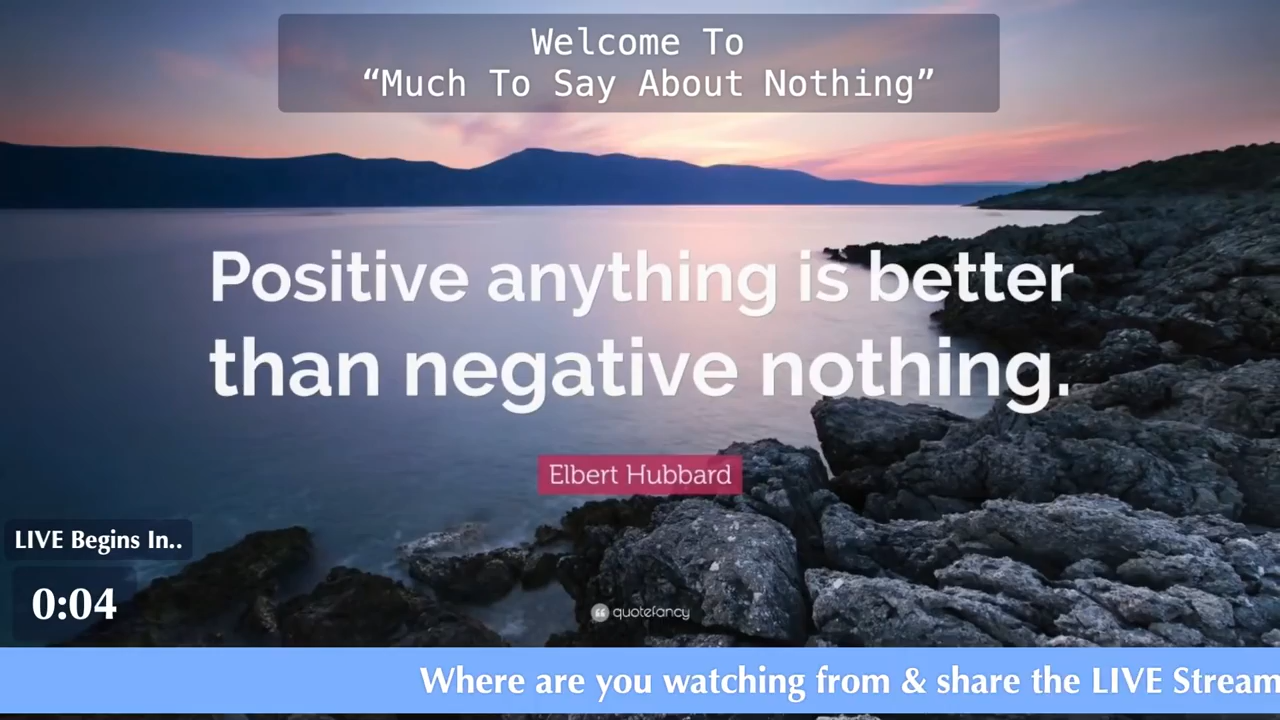 Welcome To
“Much To Say About Nothing”
Positive anything is better
than negative nothing.
Elbert Hubbard
LIVE Begins In..
0:04
quotefancy
Where are you watching from & share the LIVE Stream